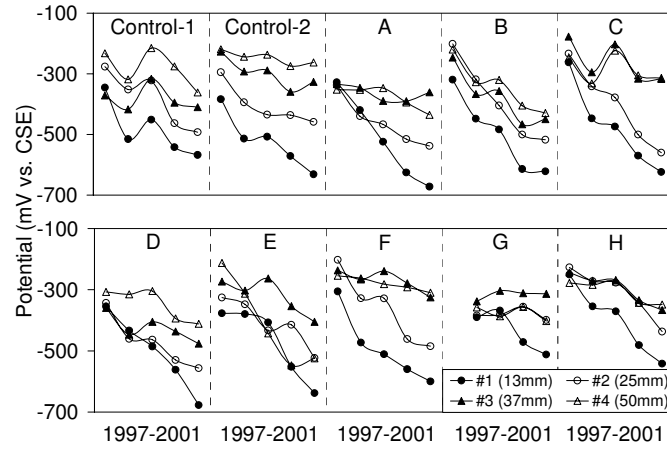 Control-1 Control-2 A B C
-100
-300
-500
-700
Potential (mV vs. CSE)
D E F G H
-100
-300
-500
-700
#1 (13mm) #2 (25mm)
#3 (37mm) #4 (50mm)
1997-2001 1997-2001 1997-2001 1997-2001 1997-2001